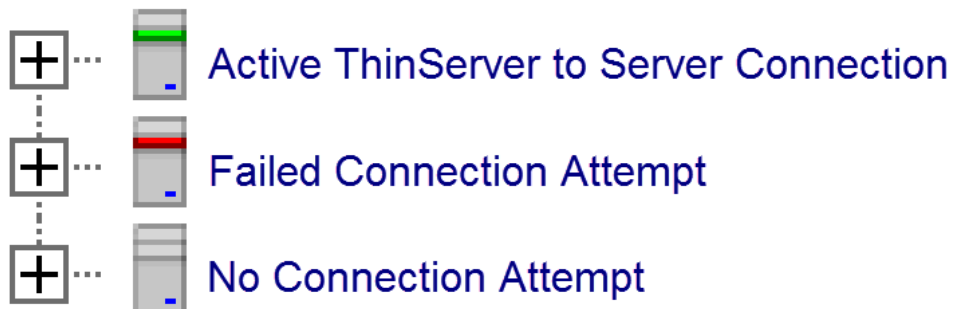 Active ThinServer to Server Connection
Failed Connection Attempt
No Connection Attempt